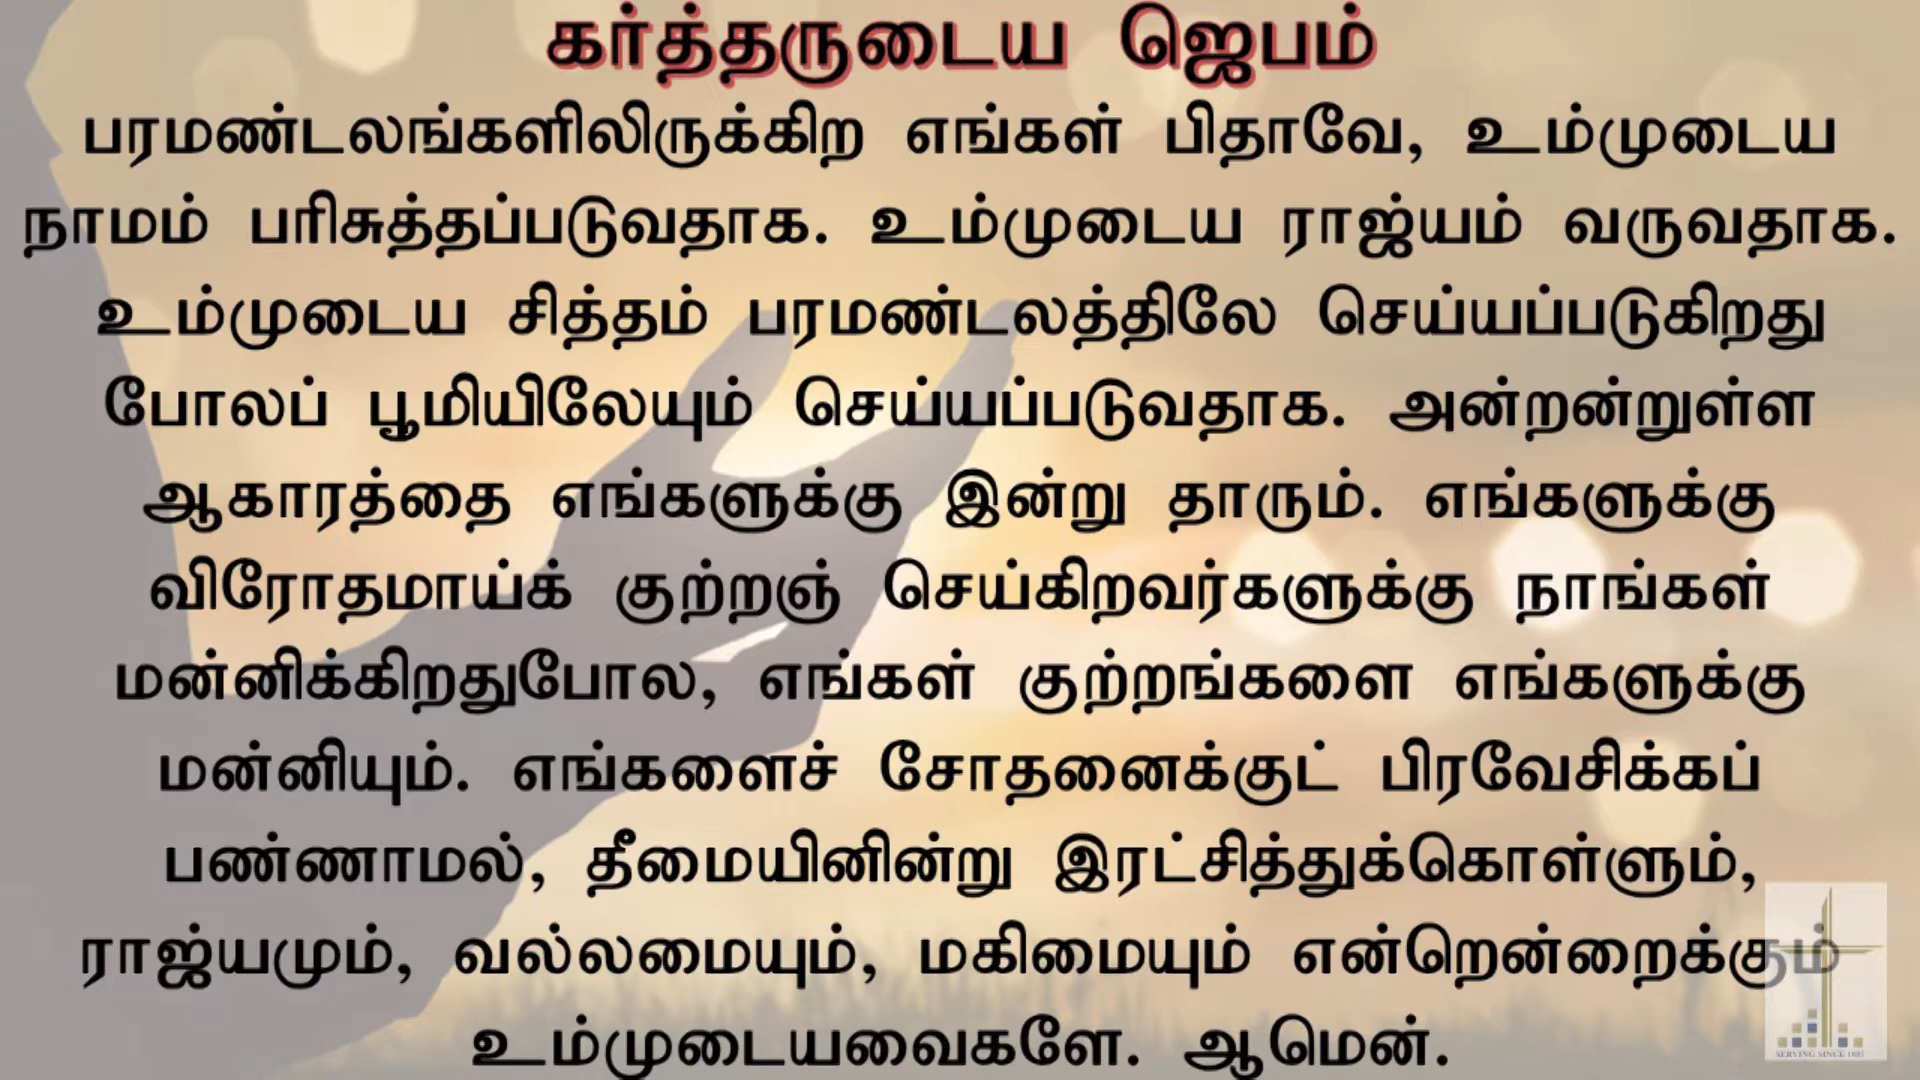 கர்த்தருடைய ஜெபம்
பரமண்டலங்களிலிருக்கிற எங்கள் பிதாவே, உம்முடைய
நாமம் பரிசுத்தப்படுவதாக. உம்முடைய ராஜ்யம் வருவதாக.
உம்முடைய சித்தம் பரமண்டலத்திலே செய்யப்படுகிறது
போலப் பூமியிலேயும் செய்யப்படுவதாக. அன்றன்றுள்ள
ஆகாரத்தை எங்களுக்கு இன்று தாரும். எங்களுக்கு
விரோதமாய்க் குற்றஞ் செய்கிறவர்களுக்கு நாங்கள்
மன்னிக்கிறதுபோல, எங்கள் குற்றங்களை எங்களுக்கு
மன்னியும். எங்களைச் சோதனைக்குட் பிரவேசிக்கப்
பண்ணாமல், தீமையினின்று இரட்சித்துக்கொள்ளும்,
ராஜ்யமும், வல்லமையும், மகிமையும் என்றென்றைக்கும்
உம்முடையவைகளே. ஆமென்.
SERVING SINCE